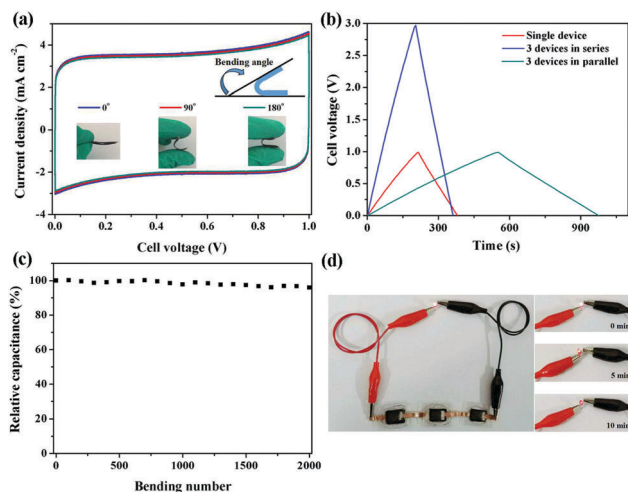 (a)
Current density (mA cm-2)
6
4
2
0
-2
-4
Bending angle
0°
90°
180°
0.0
0.2
0.4
0.6
0.8
1.0
Cell voltage (V)
(b)
Cell voltage (V)
3.0
2.5
2.0
1.5
1.0
0.5
0.0
Single device
3 devices in series
3 devices in parallel
0
300
600
900
Time (s)
(c)
Relative capacitance (%)
100
80
60
40
20
0
0
500
1000
1500
2000
Bending number
(d)
0 min
5 min
10 min